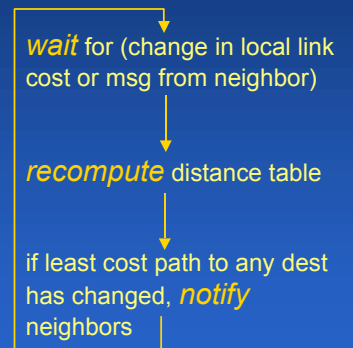 wait for (change in local link
cost or msg from neighbor)
recompute distance table
if least cost path to any dest
has changed, notify
neighbors